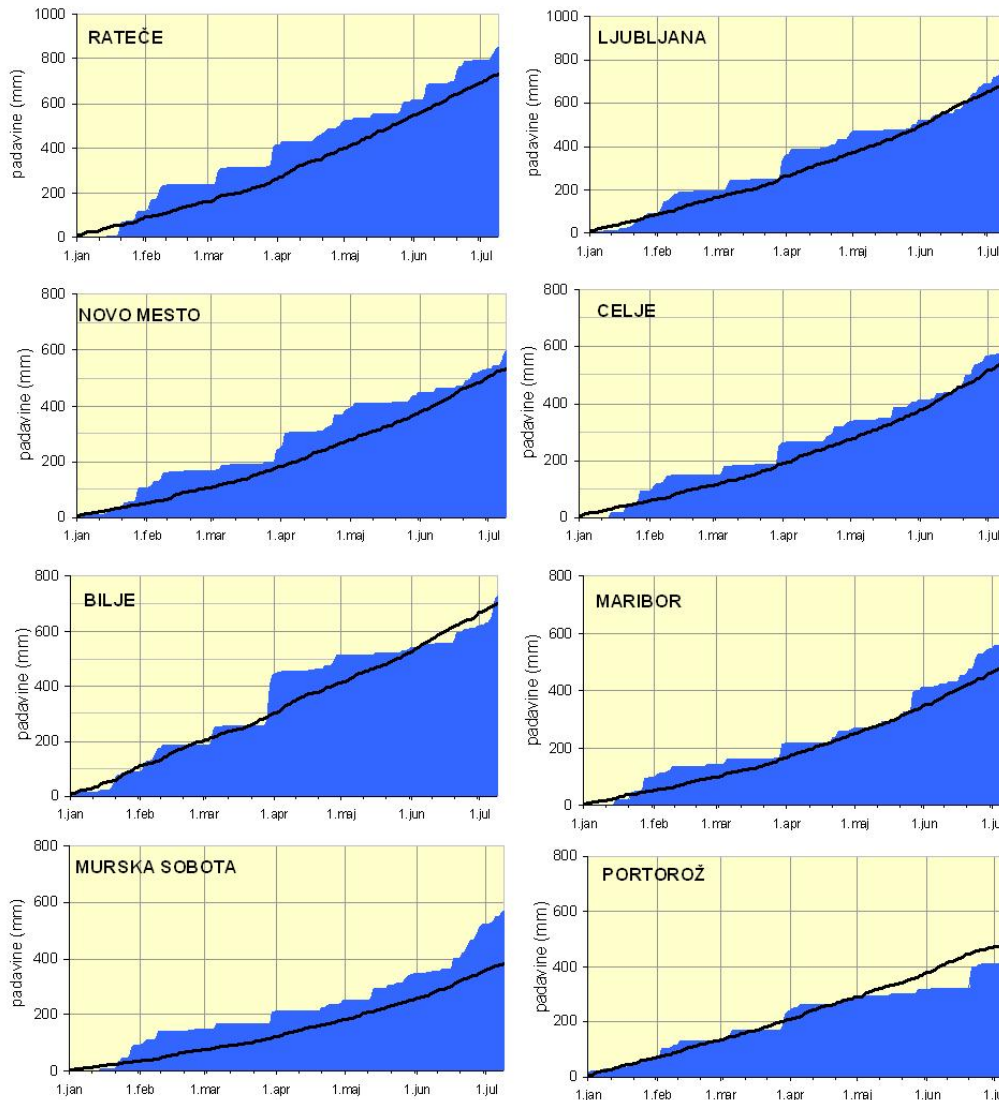 RATEČE
padavine (mm)
1000
800
600
400
200
0
1.jan 1.feb 1.mar 1.apr 1.maj 1.jun 1.jul
LJUBLJANA
padavine (mm)
1000
800
600
400
200
0
1.jan 1.feb 1.mar 1.apr 1.maj 1.jun 1.jul
NOVO MESTO
padavine (mm)
800
600
400
200
0
1.jan 1.feb 1.mar 1.apr 1.maj 1.jun 1.jul
CELJE
padavine (mm)
800
600
400
200
0
1.jan 1.feb 1.mar 1.apr 1.maj 1.jun 1.jul
BILJE
padavine (mm)
800
600
400
200
0
1.jan 1.feb 1.mar 1.apr 1.maj 1.jun 1.jul
MARIBOR
padavine (mm)
800
600
400
200
0
1.jan 1.feb 1.mar 1.apr 1.maj 1.jun 1.ju
MURSKA SOBOTA
padavine (mm)
800
600
400
200
0
1.jan 1.feb 1.mar 1.apr 1.maj 1.jun 1.jul
PORTOROŽ
padavine (mm)
800
600
400
200
0
1.jan 1.feb 1.mar 1.apr 1.maj 1.jun 1.ju